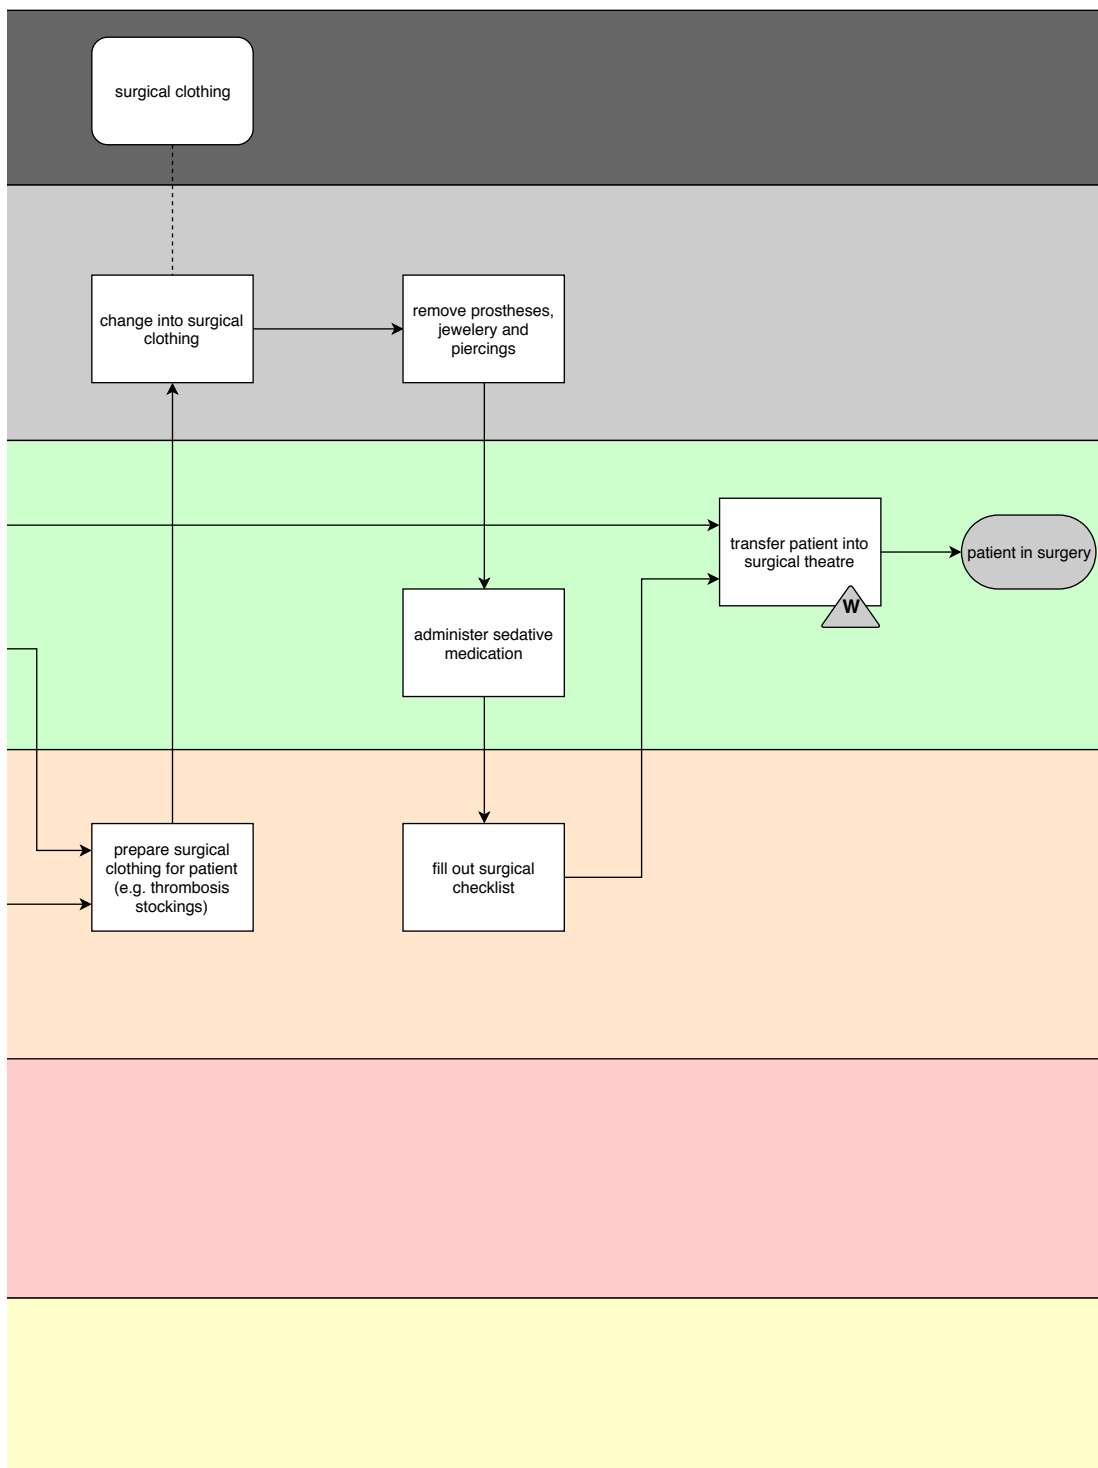 surgical clothing
change into surgical
clothing
remove prostheses,
jewelery and
piercings
transfer patient into
surgical theatre
W
patient in surgery
administer sedative
medication
prepare surgical
clothing for patient
(e.g. thrombosis
stockings)
fill out surgical
checklist